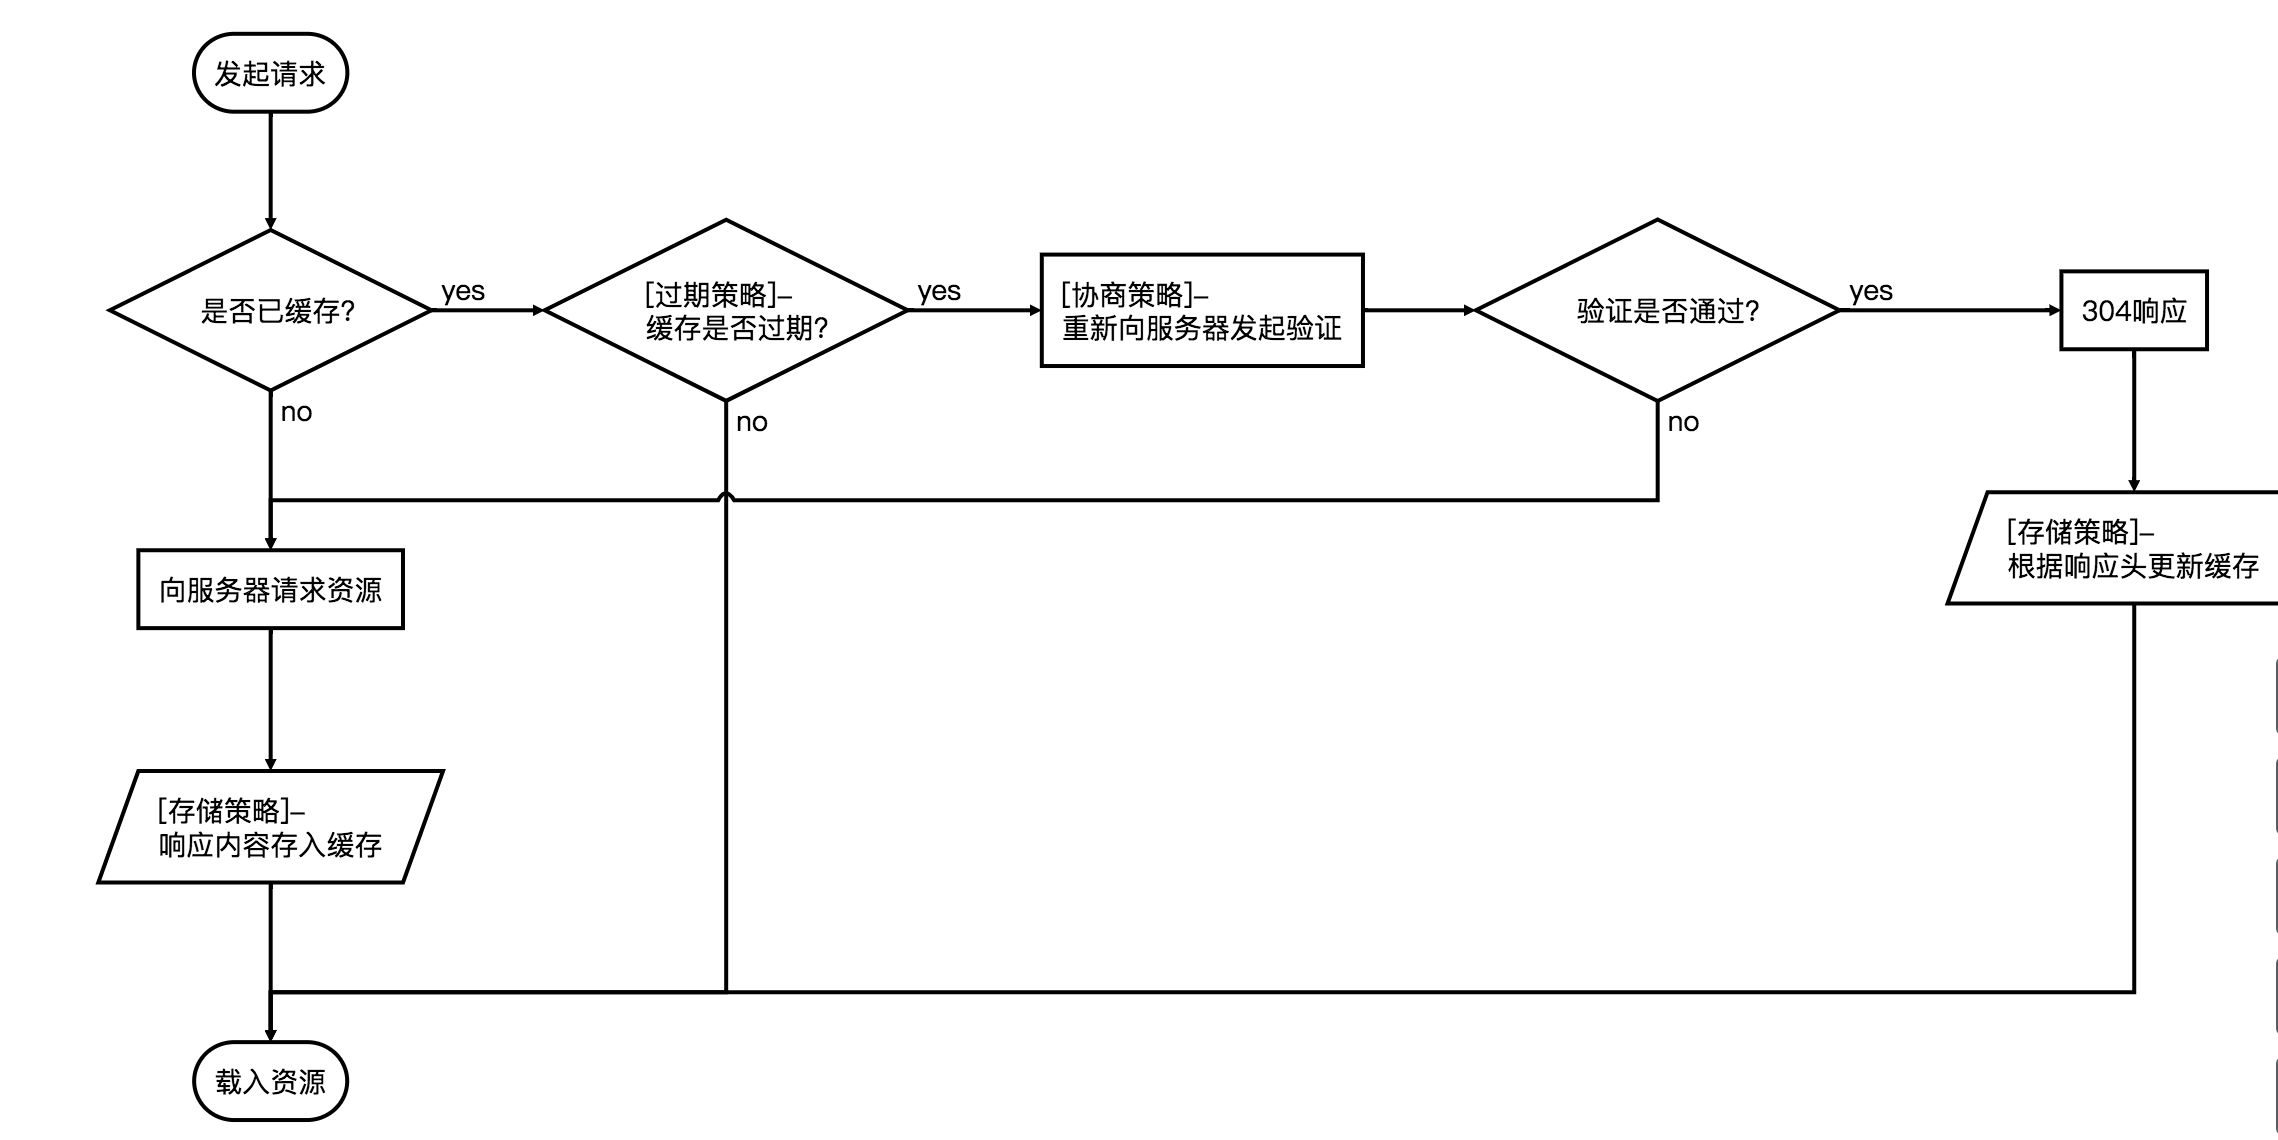 发起请求
是否已缓存?
yes
[过期策略]–
缓存是否过期?
yes
[协商策略]–
重新向服务器发起验证
验证是否通过?
yes
304响应
no
no
no
[存储策略]–
根据响应头更新缓存
向服务器请求资源
[存储策略]–
响应内容存入缓存
载入资源